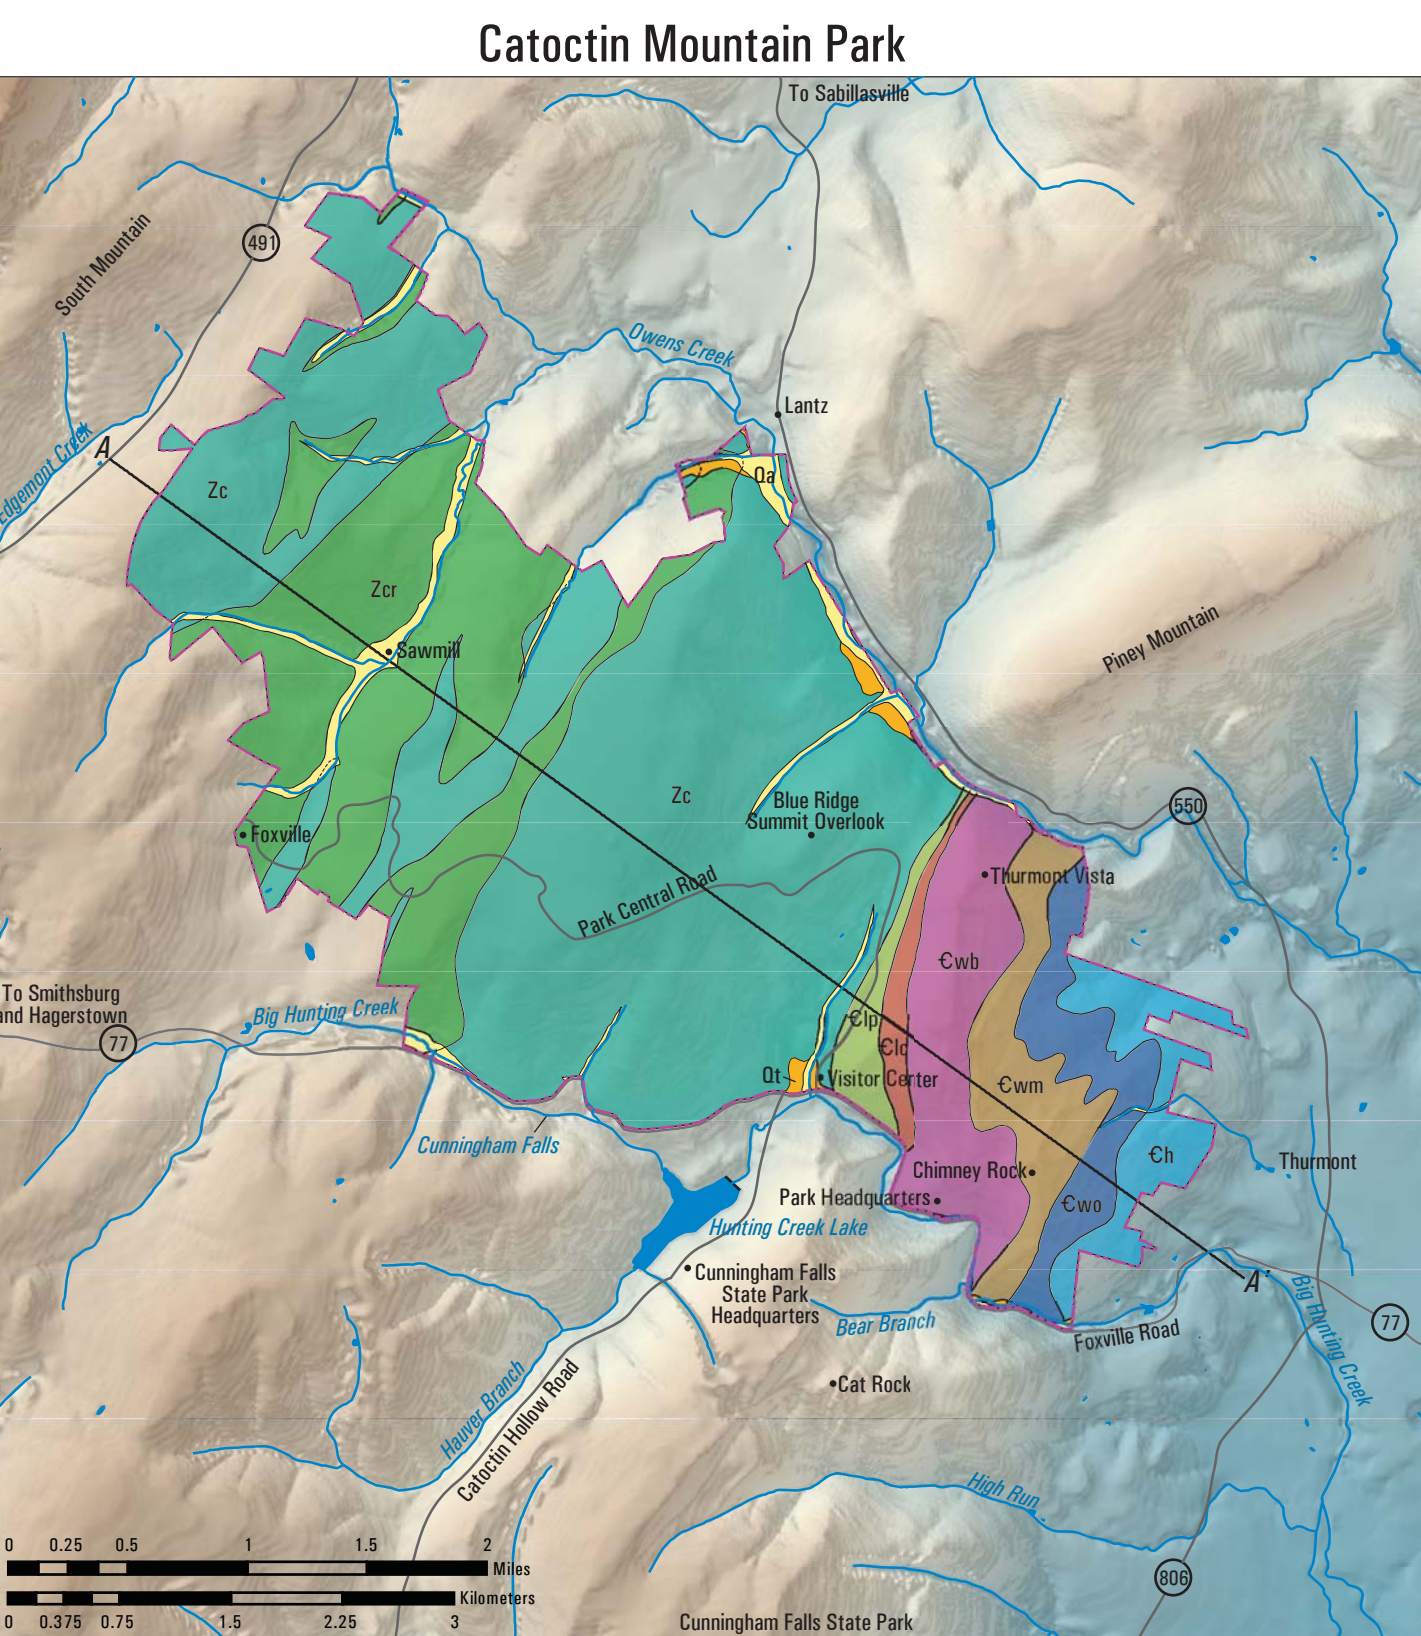 Catoctin Mountain Park
To Sabillasville
South Mountain
491
Owens Creek
Lantz
Edgemont Creek
A
Qa
Zc
Zcr
Sawmill
Piney Mountain
Zc
Blue Ridge
Summit Overlook
550
Foxville
Thurmont Vista
Park Central Road
Ꞓwb
To Smithsburg
and Hagerstown
77
Big Hunting Creek
Ꞓlp
Ꞓlc
Qt
Visitor Center
Ꞓwm
Cunningham Falls
Ꞓh
Thurmont
Chimney Rock
Park Headquarters
Ꞓwo
Hunting Creek Lake
Cunningham Falls
State Park
Headquarters
A'
Big Hunting Creek
77
Bear Branch
Foxville Road
Cat Rock
Hauver Branch
Catoctin Hollow Road
High Run
0 0.25 0.5 1 1.5 2
Miles
Kilometers
0 0.375 0.75 1.5 2.25 3
806
Cunningham Falls State Park